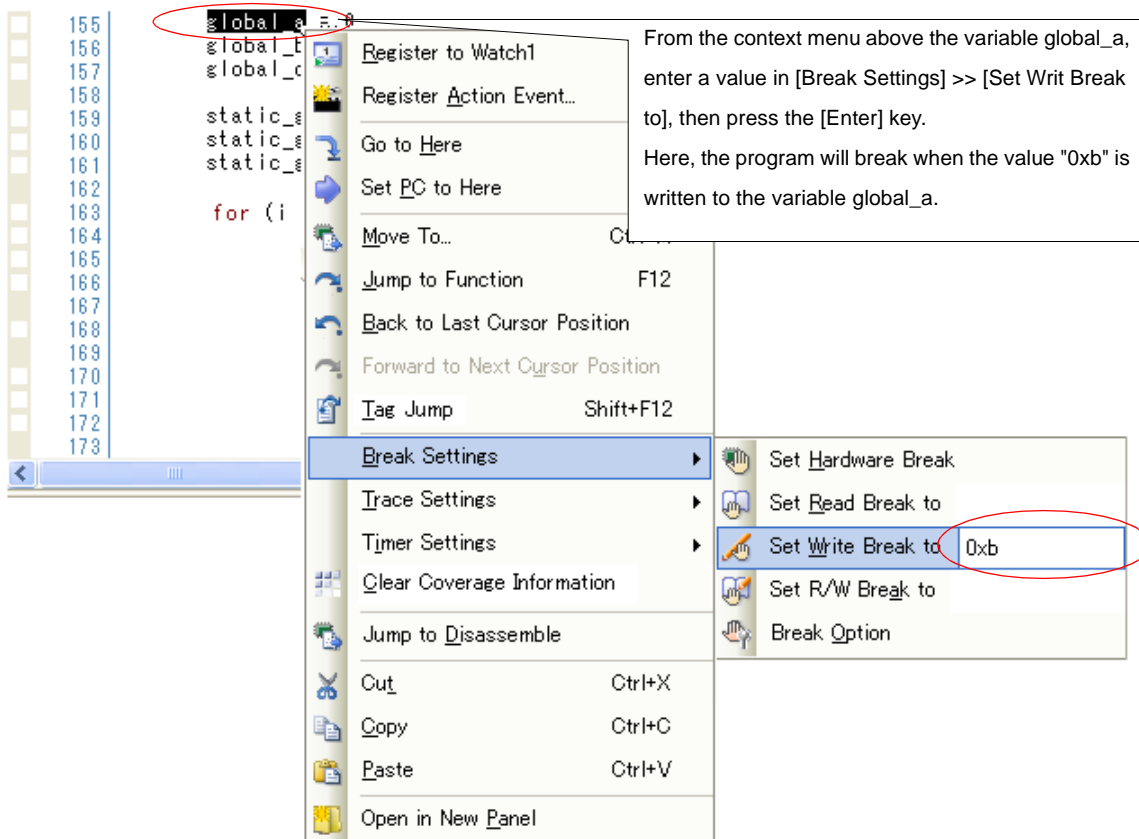 155 global_a = 0
156 global_b
157 global_c
158
159 static_g
160 static_g
161 static_g
162
163 for (i
164
165
166
167
168
169
170
171
172
173
From the context menu above the variable global_a,
enter a value in [Break Settings] >> [Set Writ Break
to], then press the [Enter] key.
Here, the program will break when the value "0xb" is
written to the variable global_a.
Register to Watch1
Register Action Event...
Go to Here
Set PC to Here
Move To...
Jump to Function F12
Back to Last Cursor Position
Forward to Next Cursor Position
Tag Jump Shift+F12
Break Settings
Trace Settings
Timer Settings
Clear Coverage Information
Jump to Disassemble
Cut Ctrl+X
Copy Ctrl+C
Paste Ctrl+V
Open in New Panel
Set Hardware Break
Set Read Break to
Set Write Break to 0xb
Set R/W Break to
Break Option